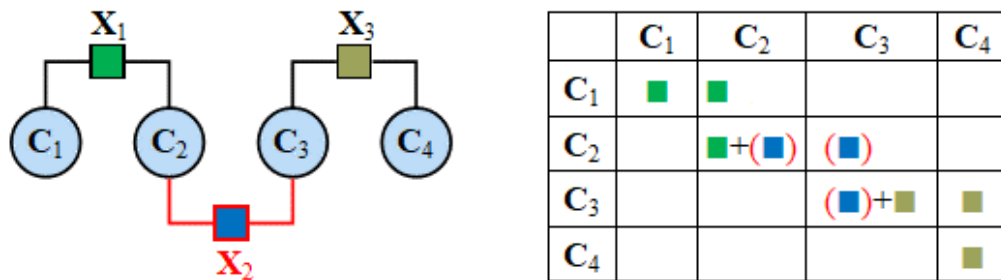 X₁ X₃
C₁ C₂ C₃ C₄
X₂
C₁ C₂ C₃ C₄
C₁
C₂ +( ) ( )
C₃ ( )+
C₄